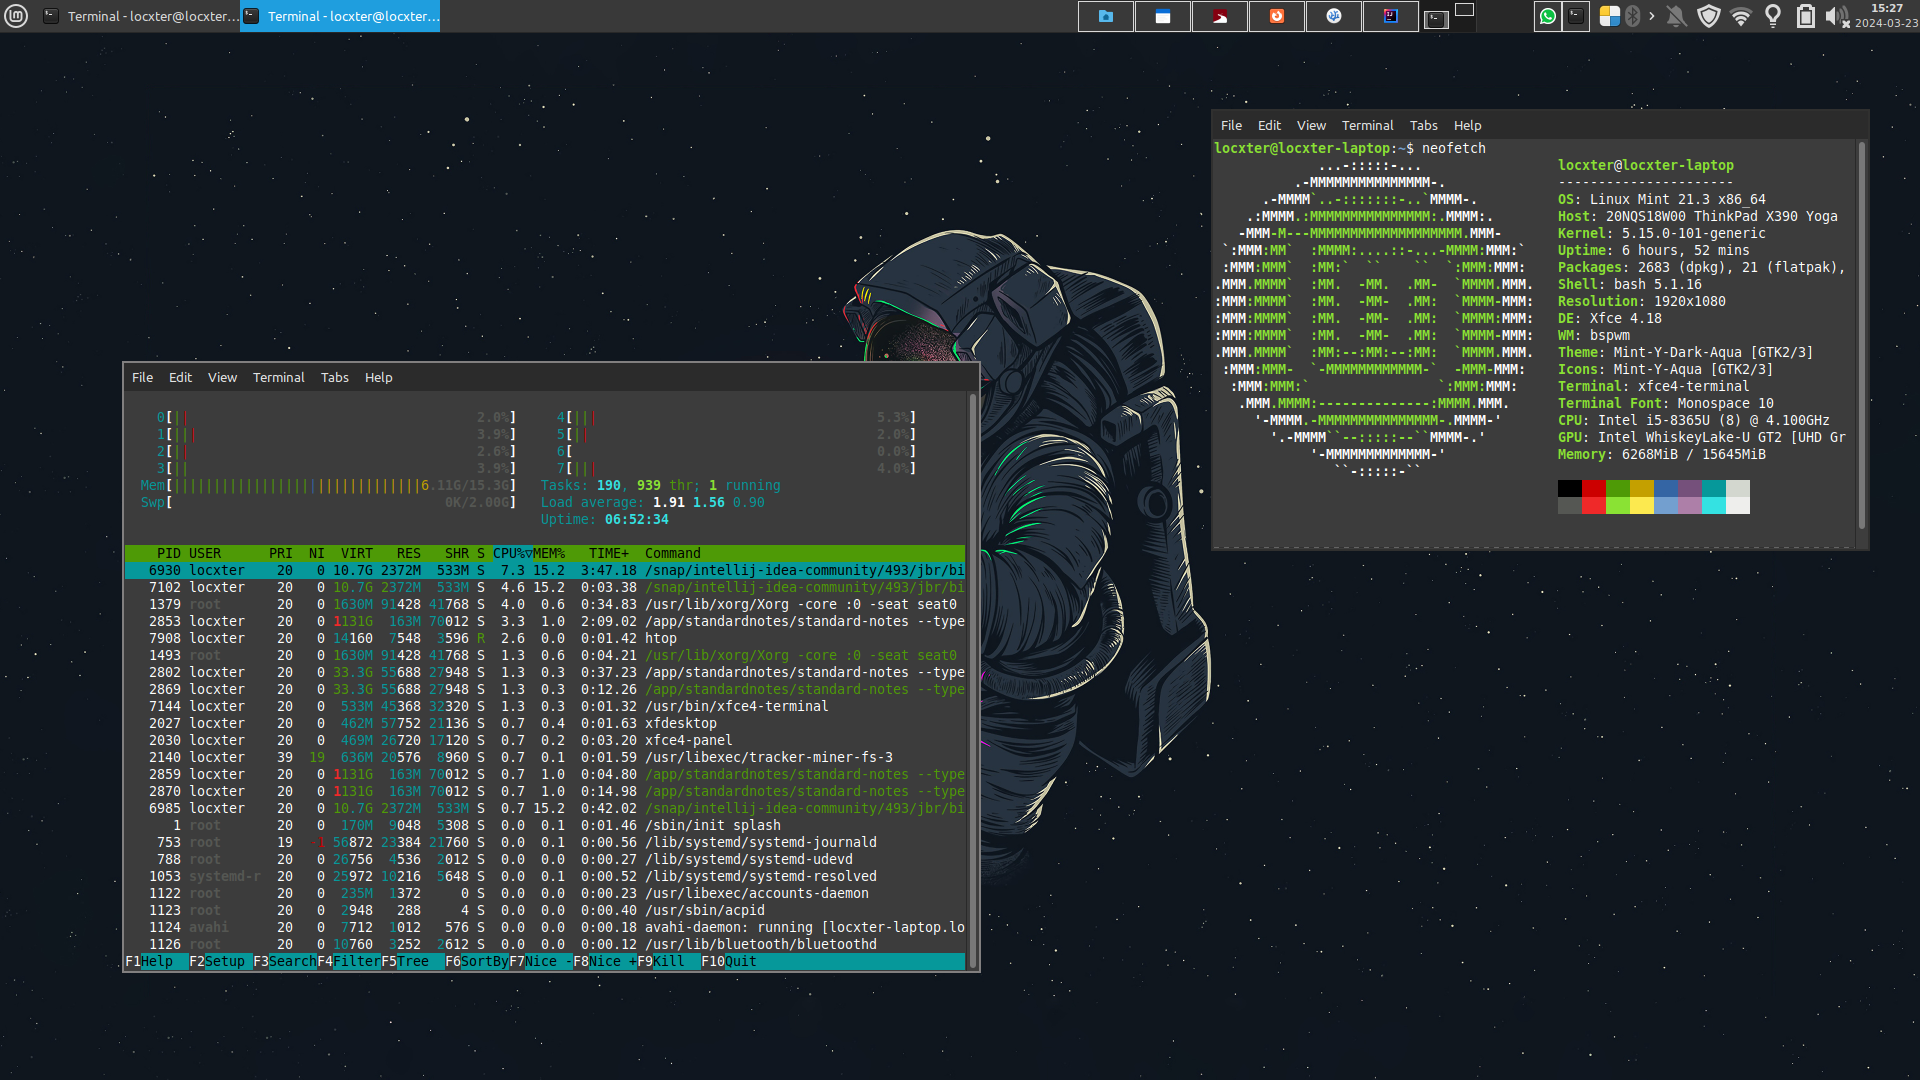 Terminal - locxter@locxter...
Terminal - locxter@locxter...
15:27
2024-03-23
File Edit View Terminal Tabs Help
locxter@locxter-laptop:~$ neofetch
locxter@locxter-laptop
----------------------
OS: Linux Mint 21.3 x86_64
Host: 20NQS18W00 ThinkPad X390 Yoga
Kernel: 5.15.0-101-generic
Uptime: 6 hours, 52 mins
Packages: 2683 (dpkg), 21 (flatpak),
Shell: bash 5.1.16
Resolution: 1920x1080
DE: Xfce 4.18
WM: bspwm
Theme: Mint-Y-Dark-Aqua [GTK2/3]
Icons: Mint-Y-Aqua [GTK2/3]
Terminal: xfce4-terminal
Terminal Font: Monospace 10
CPU: Intel i5-8365U (8) @ 4.100GHz
GPU: Intel WhiskeyLake-U GT2 [UHD Gr
Memory: 6268MiB / 15645MiB
File Edit View Terminal Tabs Help
0[|| 2.0%] 4[||| 5.3%]
1[||| 3.9%] 5[|| 2.0%]
2[|| 2.6%] 6[ 0.0%]
3[|| 3.9%] 7[||| 4.0%]
Mem[|||||||||||||||||||||||||||||||6.11G/15.3G] Tasks: 190, 939 thr; 1 running
Swp[ 0K/2.00G] Load average: 1.91 1.56 0.90
Uptime: 06:52:34
PID USER PRI NI VIRT RES SHR S CPU%▽MEM% TIME+ Command
6930 locxter 20 0 10.7G 2372M 533M S 7.3 15.2 3:47.18 /snap/intellij-idea-community/493/jbr/bi
7102 locxter 20 0 10.7G 2372M 533M S 4.6 15.2 0:03.38 /snap/intellij-idea-community/493/jbr/bi
1379 root 20 0 1630M 91428 41768 S 4.0 0.6 0:34.83 /usr/lib/xorg/Xorg -core :0 -seat seat0
2853 locxter 20 0 1131G 163M 70012 S 3.3 1.0 2:09.02 /app/standardnotes/standard-notes --type
7908 locxter 20 0 14160 7548 3596 R 2.6 0.0 0:01.42 htop
1493 root 20 0 1630M 91428 41768 S 1.3 0.6 0:04.21 /usr/lib/xorg/Xorg -core :0 -seat seat0
2802 locxter 20 0 33.3G 55688 27948 S 1.3 0.3 0:37.23 /app/standardnotes/standard-notes --type
2869 locxter 20 0 33.3G 55688 27948 S 1.3 0.3 0:12.26 /app/standardnotes/standard-notes --type
7144 locxter 20 0 533M 45368 32320 S 1.3 0.3 0:01.32 /usr/bin/xfce4-terminal
2027 locxter 20 0 462M 57752 21136 S 0.7 0.4 0:01.63 xfdesktop
2030 locxter 20 0 469M 26720 17120 S 0.7 0.2 0:03.20 xfce4-panel
2140 locxter 39 19 636M 20576 8960 S 0.7 0.1 0:01.59 /usr/libexec/tracker-miner-fs-3
2859 locxter 20 0 1131G 163M 70012 S 0.7 1.0 0:04.80 /app/standardnotes/standard-notes --type
2870 locxter 20 0 1131G 163M 70012 S 0.7 1.0 0:14.98 /app/standardnotes/standard-notes --type
6985 locxter 20 0 10.7G 2372M 533M S 0.7 15.2 0:42.02 /snap/intellij-idea-community/493/jbr/bi
1 root 20 0 170M 9048 5308 S 0.0 0.1 0:01.46 /sbin/init splash
753 root 19 -1 56872 23384 21760 S 0.0 0.1 0:00.56 /lib/systemd/systemd-journald
788 root 20 0 26756 4536 2012 S 0.0 0.0 0:00.27 /lib/systemd/systemd-udevd
1053 systemd-r 20 0 25972 10216 5648 S 0.0 0.1 0:00.52 /lib/systemd/systemd-resolved
1122 root 20 0 235M 1372 0 S 0.0 0.0 0:00.23 /usr/libexec/accounts-daemon
1123 root 20 0 2948 288 4 S 0.0 0.0 0:00.40 /usr/sbin/acpid
1124 avahi 20 0 7712 1012 576 S 0.0 0.0 0:00.18 avahi-daemon: running [locxter-laptop.lo
1126 root 20 0 10760 3252 2612 S 0.0 0.0 0:00.12 /usr/lib/bluetooth/bluetoothd
F1Help F2Setup F3SearchF4FilterF5Tree F6SortByF7Nice -F8Nice +F9Kill F10Quit